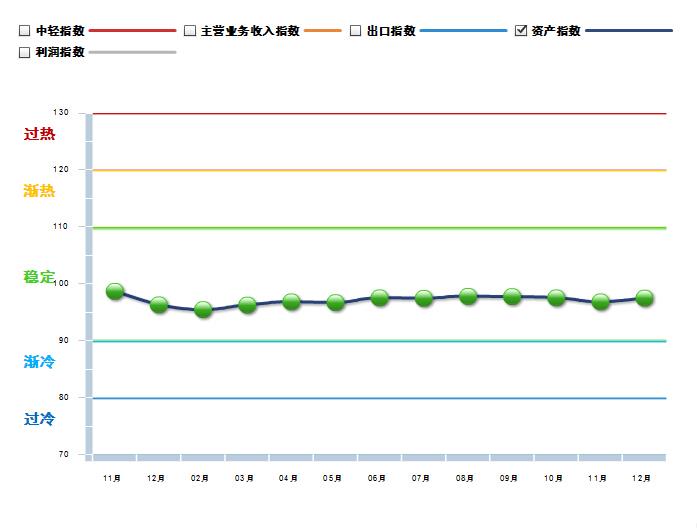 中轻指数 主营业务收入指数 出口指数 资产指数
利润指数
130
过热
120
渐热
110
稳定
100
90
渐冷
80
过冷
70
11月 12月 02月 03月 04月 05月 06月 07月 08月 09月 10月 11月 12月